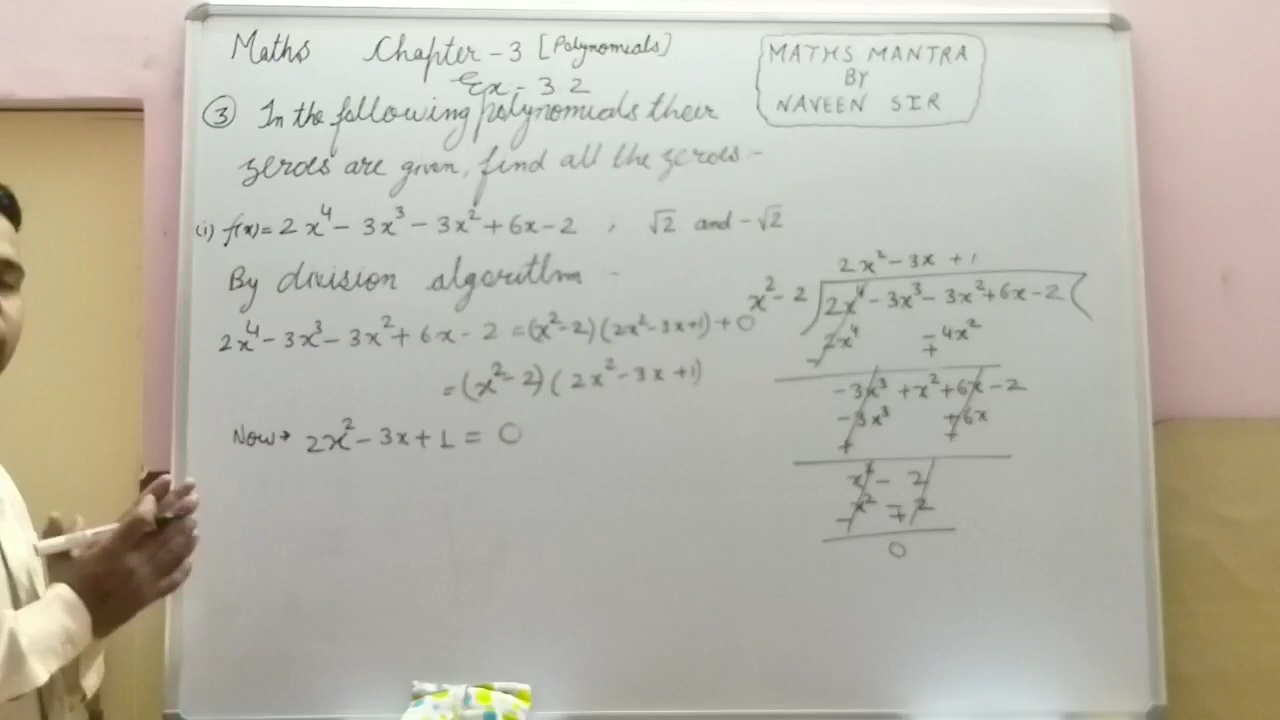 Maths Chapter - 3 [Polynomials]
Ex - 3 2
MATHS MANTRA
BY
NAVEEN SIR
③ In the following polynomials their
zeroes are given, find all the zeroes -
(i) f(x) = 2x⁴ - 3x³ - 3x² + 6x - 2 , √2 and -√2
By division algorithm -
2x⁴ - 3x³ - 3x² + 6x - 2 = (x² - 2)(2x² - 3x + 1) + 0
= (x² - 2)(2x² - 3x + 1)
Now → 2x² - 3x + 1 = 0
2x² - 3x + 1
x² - 2 ) 2x⁴ - 3x³ - 3x² + 6x - 2 (
2x⁴ - 4x²
- +
- 3x³ + x² + 6x - 2
- 3x³ + 6x
+ -
x² - 2
x² - 2
- +
0